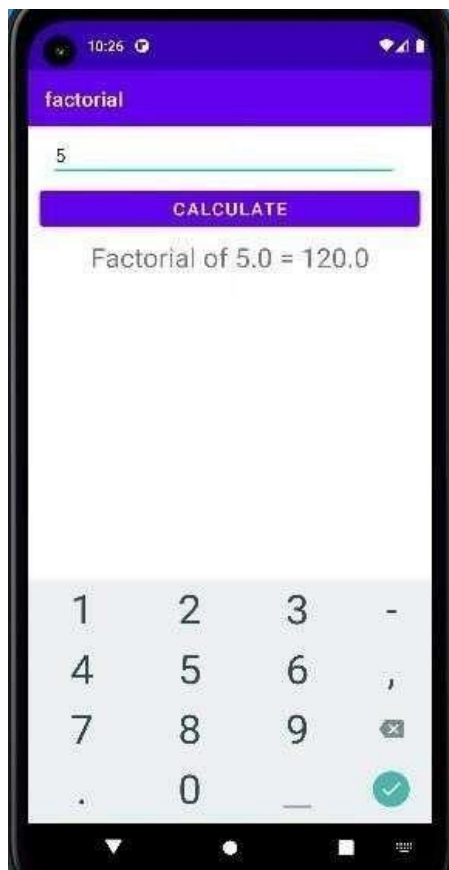 10:26
factorial
5
CALCULATE
Factorial of 5.0 = 120.0
1 2 3 -
4 5 6 ,
7 8 9
. 0 _